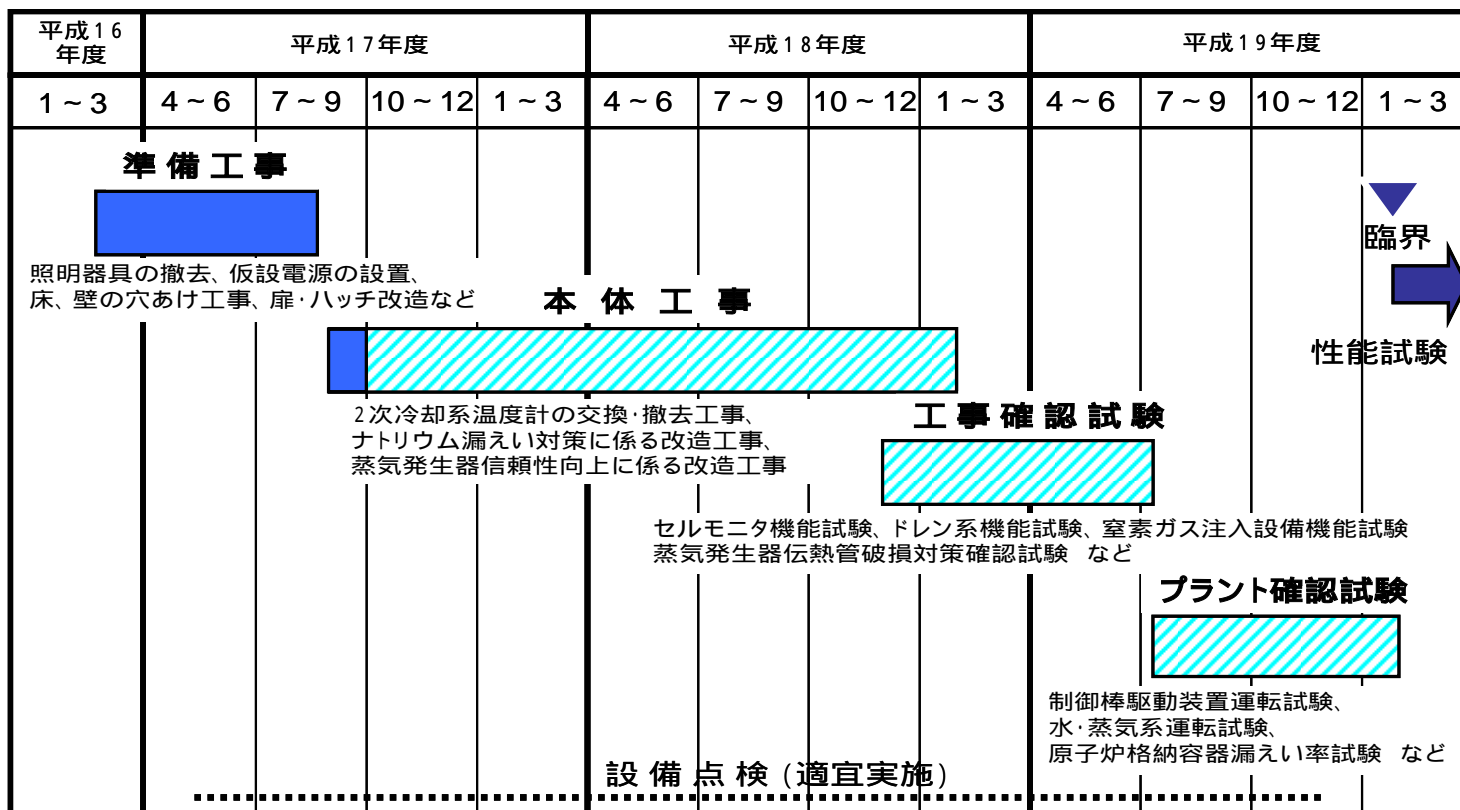 平成16
年度
平成17年度
平成18年度
平成19年度
1～3
4～6
7～9
10～12
1～3
4～6
7～9
10～12
1～3
4～6
7～9
10～12
1～3
準備工事
照明器具の撤去、仮設電源の設置、
床、壁の穴あけ工事、扉・ハッチ改造など
臨界
性能試験
本体工事
2次冷却系温度計の交換・撤去工事、
ナトリウム漏えい対策に係る改造工事、
蒸気発生器信頼性向上に係る改造工事
工事確認試験
セルモニタ機能試験、ドレン系機能試験、窒素ガス注入設備機能試験
蒸気発生器伝熱管破損対策確認試験 など
プラント確認試験
制御棒駆動装置運転試験、
水・蒸気系運転試験、
原子炉格納容器漏えい率試験 など
設備点検(適宜実施)